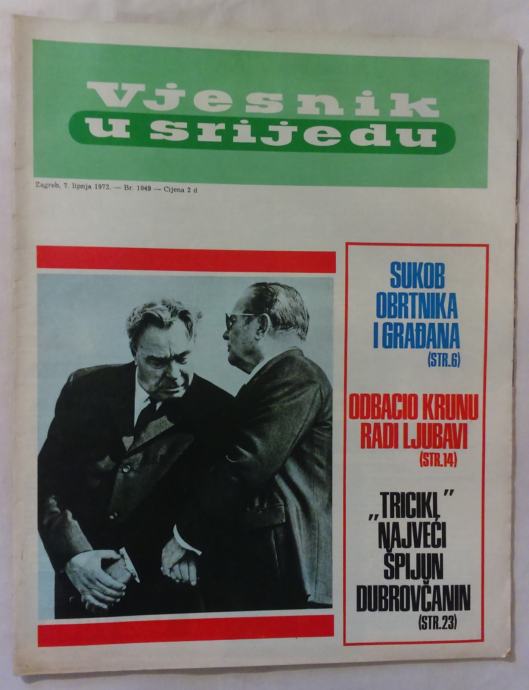 Vjesnik
u srijedu
Zagreb, 7. lipnja 1972. — Br. 1049 — Cijena 2 d
SUKOB
OBRTNIKA
I GRAĐANA
(STR.6)
ODBACIO KRUNU
RADI LJUBAVI
(STR.14)
„TRICIKL”
NAJVEĆI
ŠPIJUN
DUBROVČANIN
(STR.23)